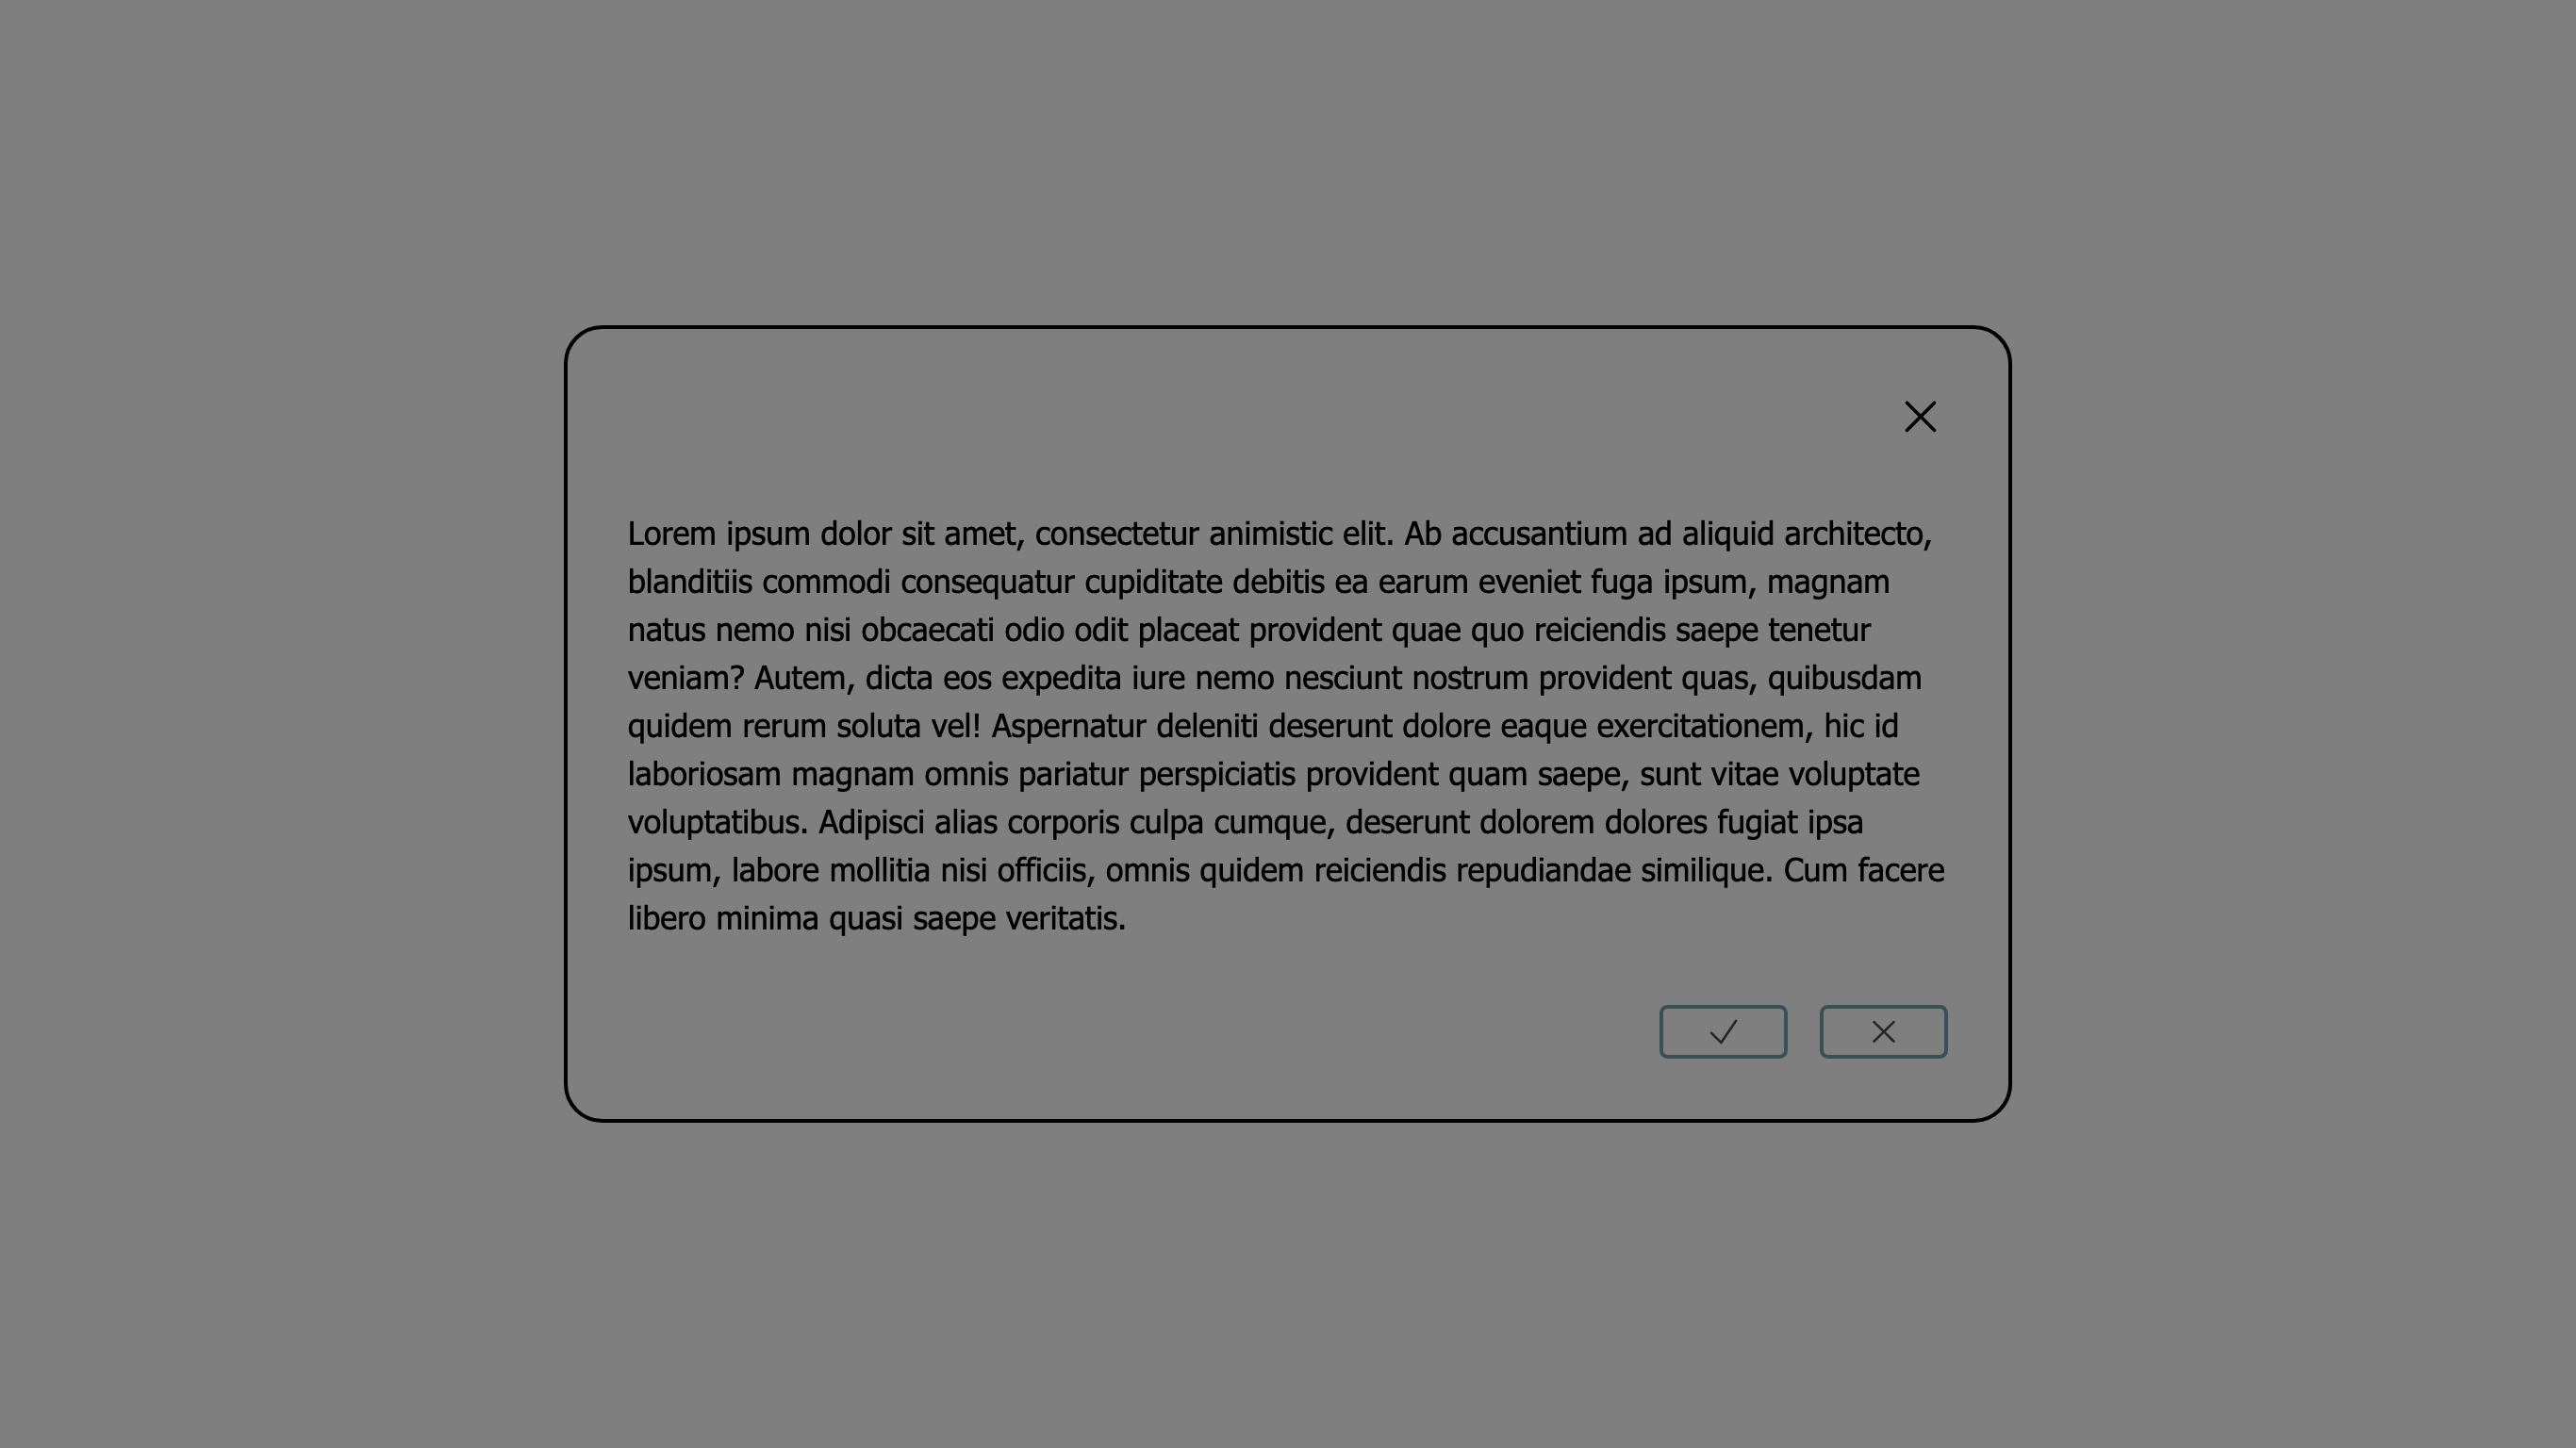 Lorem ipsum dolor sit amet, consectetur animistic elit. Ab accusantium ad aliquid architecto,
blanditiis commodi consequatur cupiditate debitis ea earum eveniet fuga ipsum, magnam
natus nemo nisi obcaecati odio odit placeat provident quae quo reiciendis saepe tenetur
veniam? Autem, dicta eos expedita iure nemo nesciunt nostrum provident quas, quibusdam
quidem rerum soluta vel! Aspernatur deleniti deserunt dolore eaque exercitationem, hic id
laboriosam magnam omnis pariatur perspiciatis provident quam saepe, sunt vitae voluptate
voluptatibus. Adipisci alias corporis culpa cumque, deserunt dolorem dolores fugiat ipsa
ipsum, labore mollitia nisi officiis, omnis quidem reiciendis repudiandae similique. Cum facere
libero minima quasi saepe veritatis.